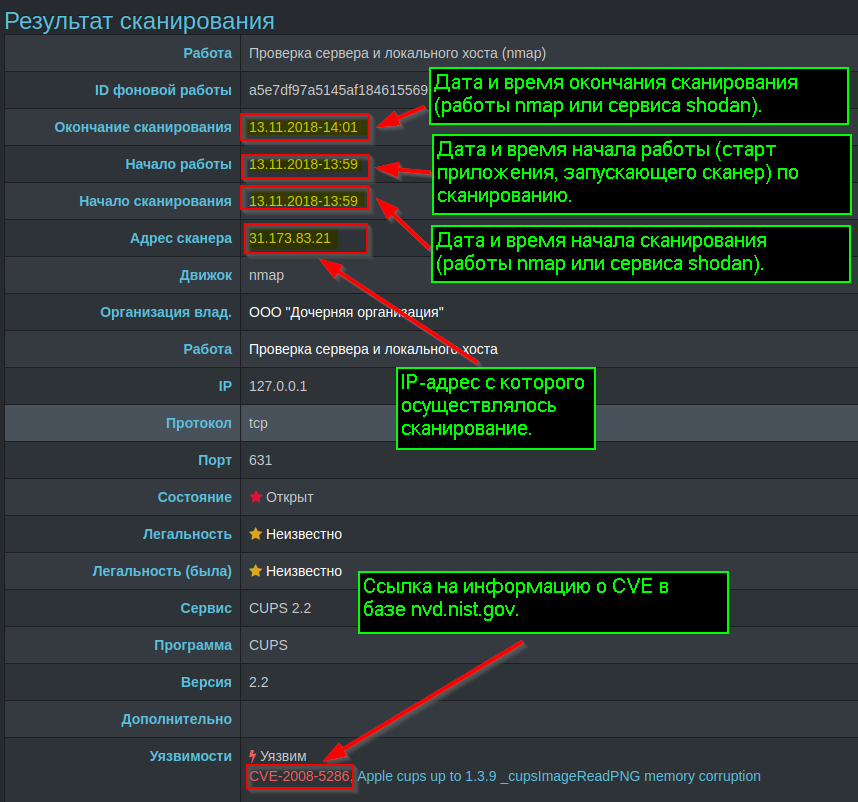 Результат сканирования
Работа Проверка сервера и локального хоста (nmap)
ID фоновой работы a5e7df97a5145af184615569
Дата и время окончания сканирования
(работы nmap или сервиса shodan).
Окончание сканирования 13.11.2018-14:01
Начало работы 13.11.2018-13:59
Дата и время начала работы (старт
приложения, запускающего сканер) по
сканированию.
Начало сканирования 13.11.2018-13:59
Адрес сканера 31.173.83.21
Дата и время начала сканирования
(работы nmap или сервиса shodan).
Движок nmap
Организация влад. ООО "Дочерняя организация"
Работа Проверка сервера и локального хоста
IP 127.0.0.1
IP-адрес с которого
осуществлялось
сканирование.
Протокол tcp
Порт 631
Состояние Открыт
Легальность Неизвестно
Легальность (была) Неизвестно
Ссылка на информацию о CVE в
базе nvd.nist.gov.
Сервис CUPS 2.2
Программа CUPS
Версия 2.2
Дополнительно
Уязвимости Уязвим
CVE-2008-5286, Apple cups up to 1.3.9 _cupsImageReadPNG memory corruption